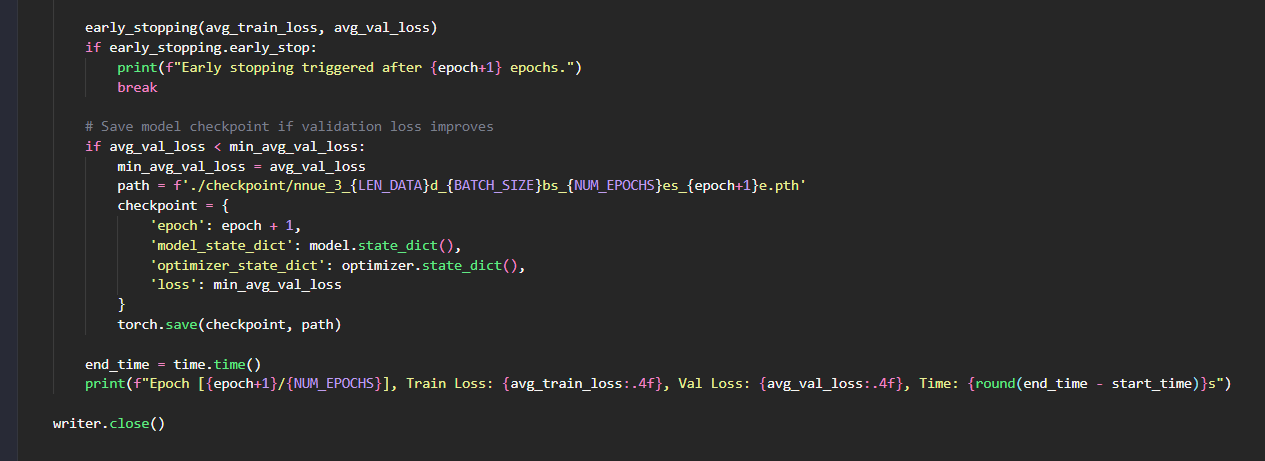 early_stopping(avg_train_loss, avg_val_loss)
if early_stopping.early_stop:
    print(f"Early stopping triggered after {epoch+1} epochs.")
    break

# Save model checkpoint if validation loss improves
if avg_val_loss < min_avg_val_loss:
    min_avg_val_loss = avg_val_loss
    path = f'./checkpoint/nnue_3_{LEN_DATA}d_{BATCH_SIZE}bs_{NUM_EPOCHS}es_{epoch+1}e.pth'
    checkpoint = {
        'epoch': epoch + 1,
        'model_state_dict': model.state_dict(),
        'optimizer_state_dict': optimizer.state_dict(),
        'loss': min_avg_val_loss
    }
    torch.save(checkpoint, path)

end_time = time.time()
print(f"Epoch [{epoch+1}/{NUM_EPOCHS}], Train Loss: {avg_train_loss:.4f}, Val Loss: {avg_val_loss:.4f}, Time: {round(end_time - start_time)}s")

writer.close()